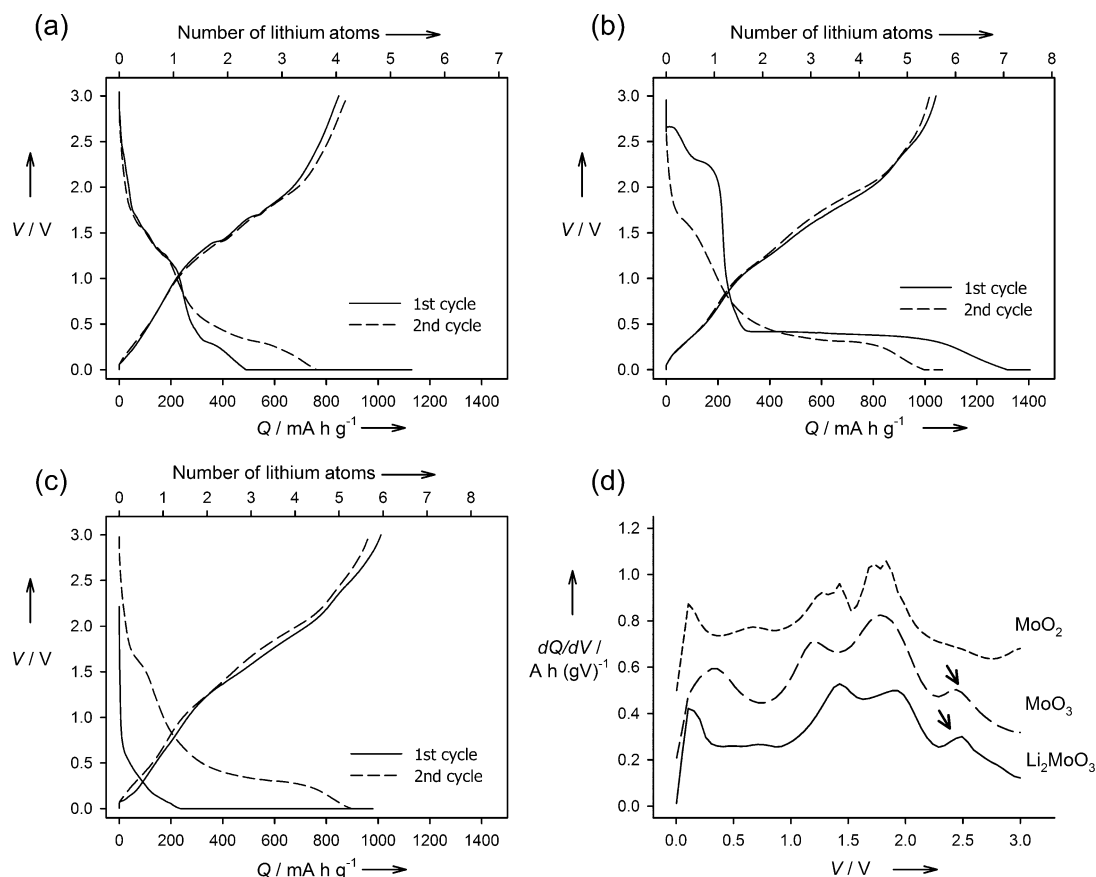 (a)
Number of lithium atoms
0 1 2 3 4 5 6 7
3.0
2.5
2.0
1.5
1.0
0.5
0.0
V / V
1st cycle
2nd cycle
0 200 400 600 800 1000 1200 1400
Q / mA h g-1
(b)
Number of lithium atoms
0 1 2 3 4 5 6 7 8
3.0
2.5
2.0
1.5
1.0
0.5
0.0
V / V
1st cycle
2nd cycle
0 200 400 600 800 1000 1200 1400
Q / mA h g-1
(c)
Number of lithium atoms
0 1 2 3 4 5 6 7 8
3.0
2.5
2.0
1.5
1.0
0.5
0.0
V / V
1st cycle
2nd cycle
0 200 400 600 800 1000 1200 1400
Q / mA h g-1
(d)
1.2
1.0
0.8
0.6
0.4
0.2
0.0
dQ/dV /
A h (gV)-1
MoO2
MoO3
Li2MoO3
0.0 0.5 1.0 1.5 2.0 2.5 3.0
V / V